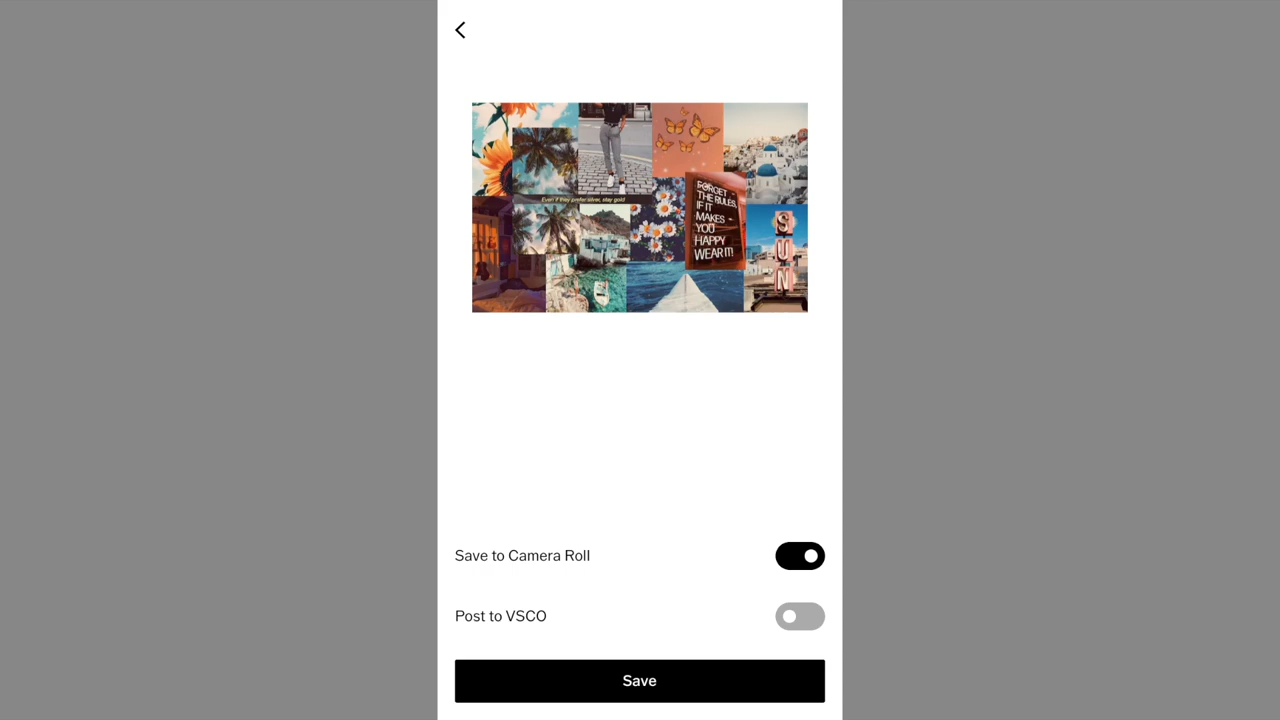 Even if they prefer silver, stay gold
FORGET
THE RULES,
IF IT
MAKES
YOU
HAPPY
WEAR IT!
S
U
N
Save to Camera Roll
Post to VSCO
Save